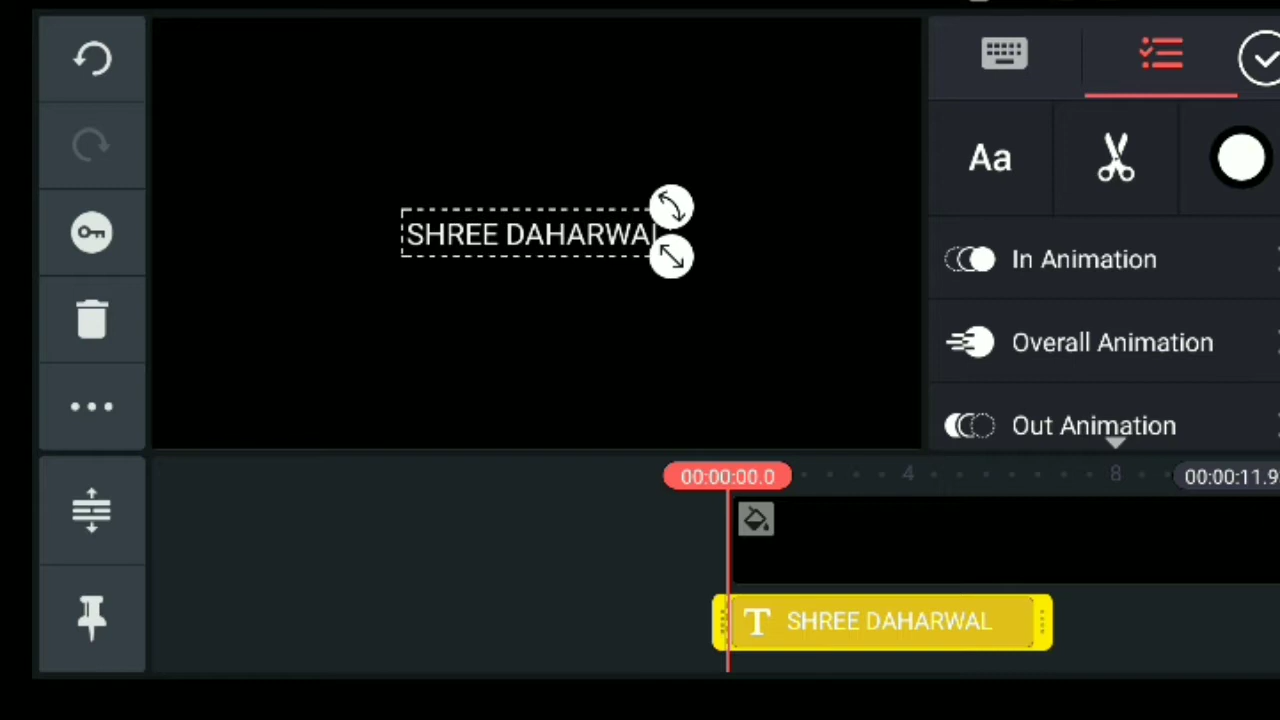 Aa
SHREE DAHARWAL
In Animation
Overall Animation
Out Animation
00:00:00.0
4
8
00:00:11.9
T SHREE DAHARWAL